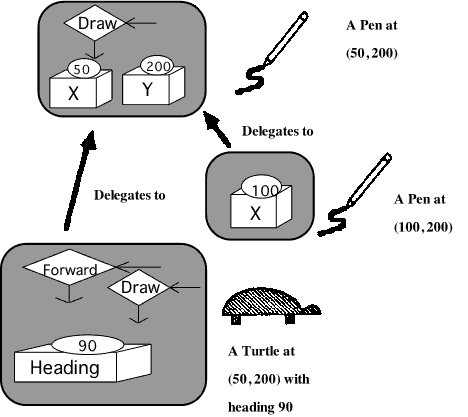 Draw
50
200
X
Y
A Pen at
(50,200)
Delegates to
Delegates to
100
X
A Pen at
(100,200)
Forward
Draw
90
Heading
A Turtle at
(50,200) with
heading 90